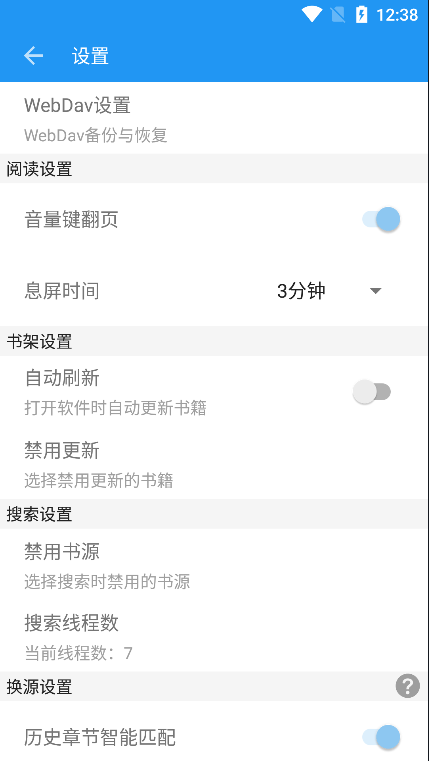 12:38
设置
WebDav设置
WebDav备份与恢复
阅读设置
音量键翻页
息屏时间 3分钟
书架设置
自动刷新
打开软件时自动更新书籍
禁用更新
选择禁用更新的书籍
搜索设置
禁用书源
选择搜索时禁用的书源
搜索线程数
当前线程数：7
换源设置 ?
历史章节智能匹配